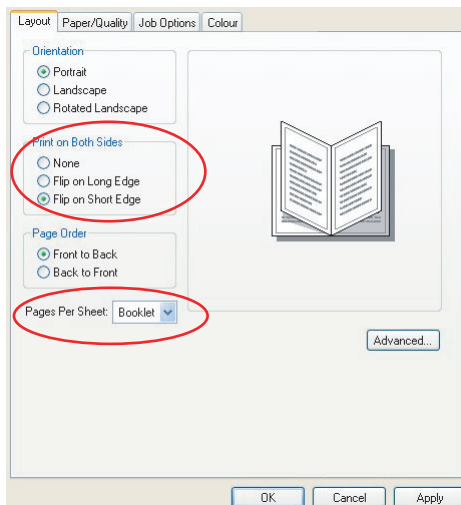 Layout Paper/Quality Job Options Colour
Orientation
Portrait
Landscape
Rotated Landscape
Print on Both Sides
None
Flip on Long Edge
Flip on Short Edge
Page Order
Front to Back
Back to Front
Pages Per Sheet: Booklet
Advanced...
OK Cancel Apply